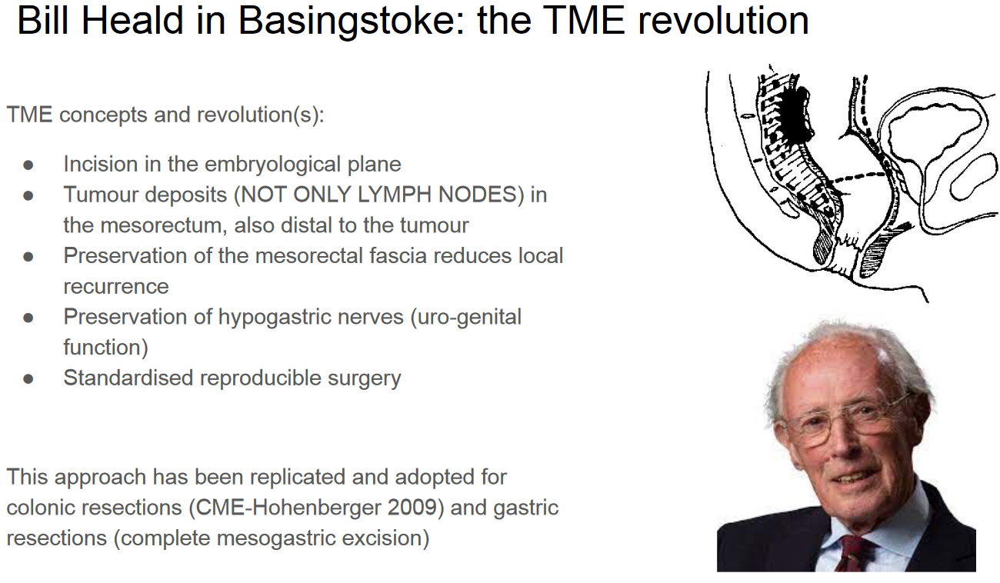 Bill Heald in Basingstoke: the TME revolution
TME concepts and revolution(s):
● Incision in the embryological plane
● Tumour deposits (NOT ONLY LYMPH NODES) in
the mesorectum, also distal to the tumour
● Preservation of the mesorectal fascia reduces local
recurrence
● Preservation of hypogastric nerves (uro-genital
function)
● Standardised reproducible surgery
This approach has been replicated and adopted for
colonic resections (CME-Hohenberger 2009) and gastric
resections (complete mesogastric excision)